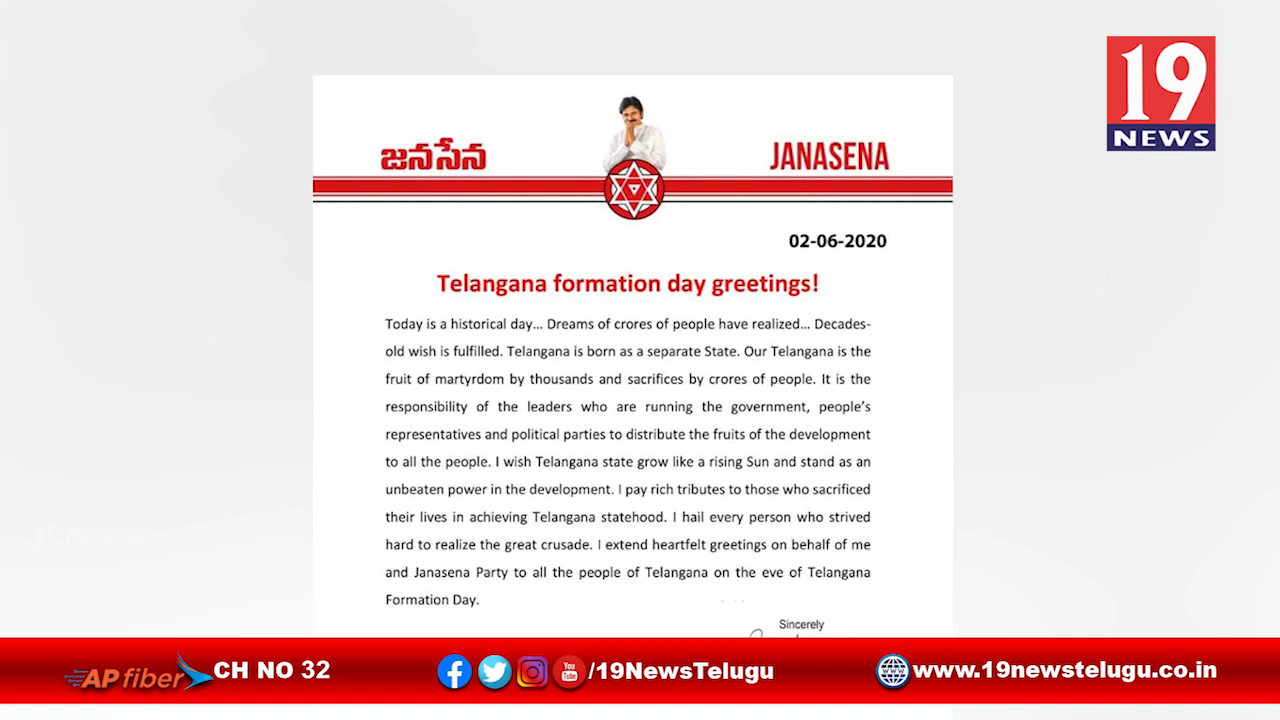 19
NEWS
జనసేన
JANASENA
02-06-2020
Telangana formation day greetings!
Today is a historical day... Dreams of crores of people have realized... Decades-
old wish is fulfilled. Telangana is born as a separate State. Our Telangana is the
fruit of martyrdom by thousands and sacrifices by crores of people. It is the
responsibility of the leaders who are running the government, people's
representatives and political parties to distribute the fruits of the development
to all the people. I wish Telangana state grow like a rising Sun and stand as an
unbeaten power in the development. I pay rich tributes to those who sacrificed
their lives in achieving Telangana statehood. I hail every person who strived
hard to realize the great crusade. I extend heartfelt greetings on behalf of me
and Janasena Party to all the people of Telangana on the eve of Telangana
Formation Day.
Sincerely
AP fiber CH NO 32
You Tube /19NewsTelugu
www.19newstelugu.co.in